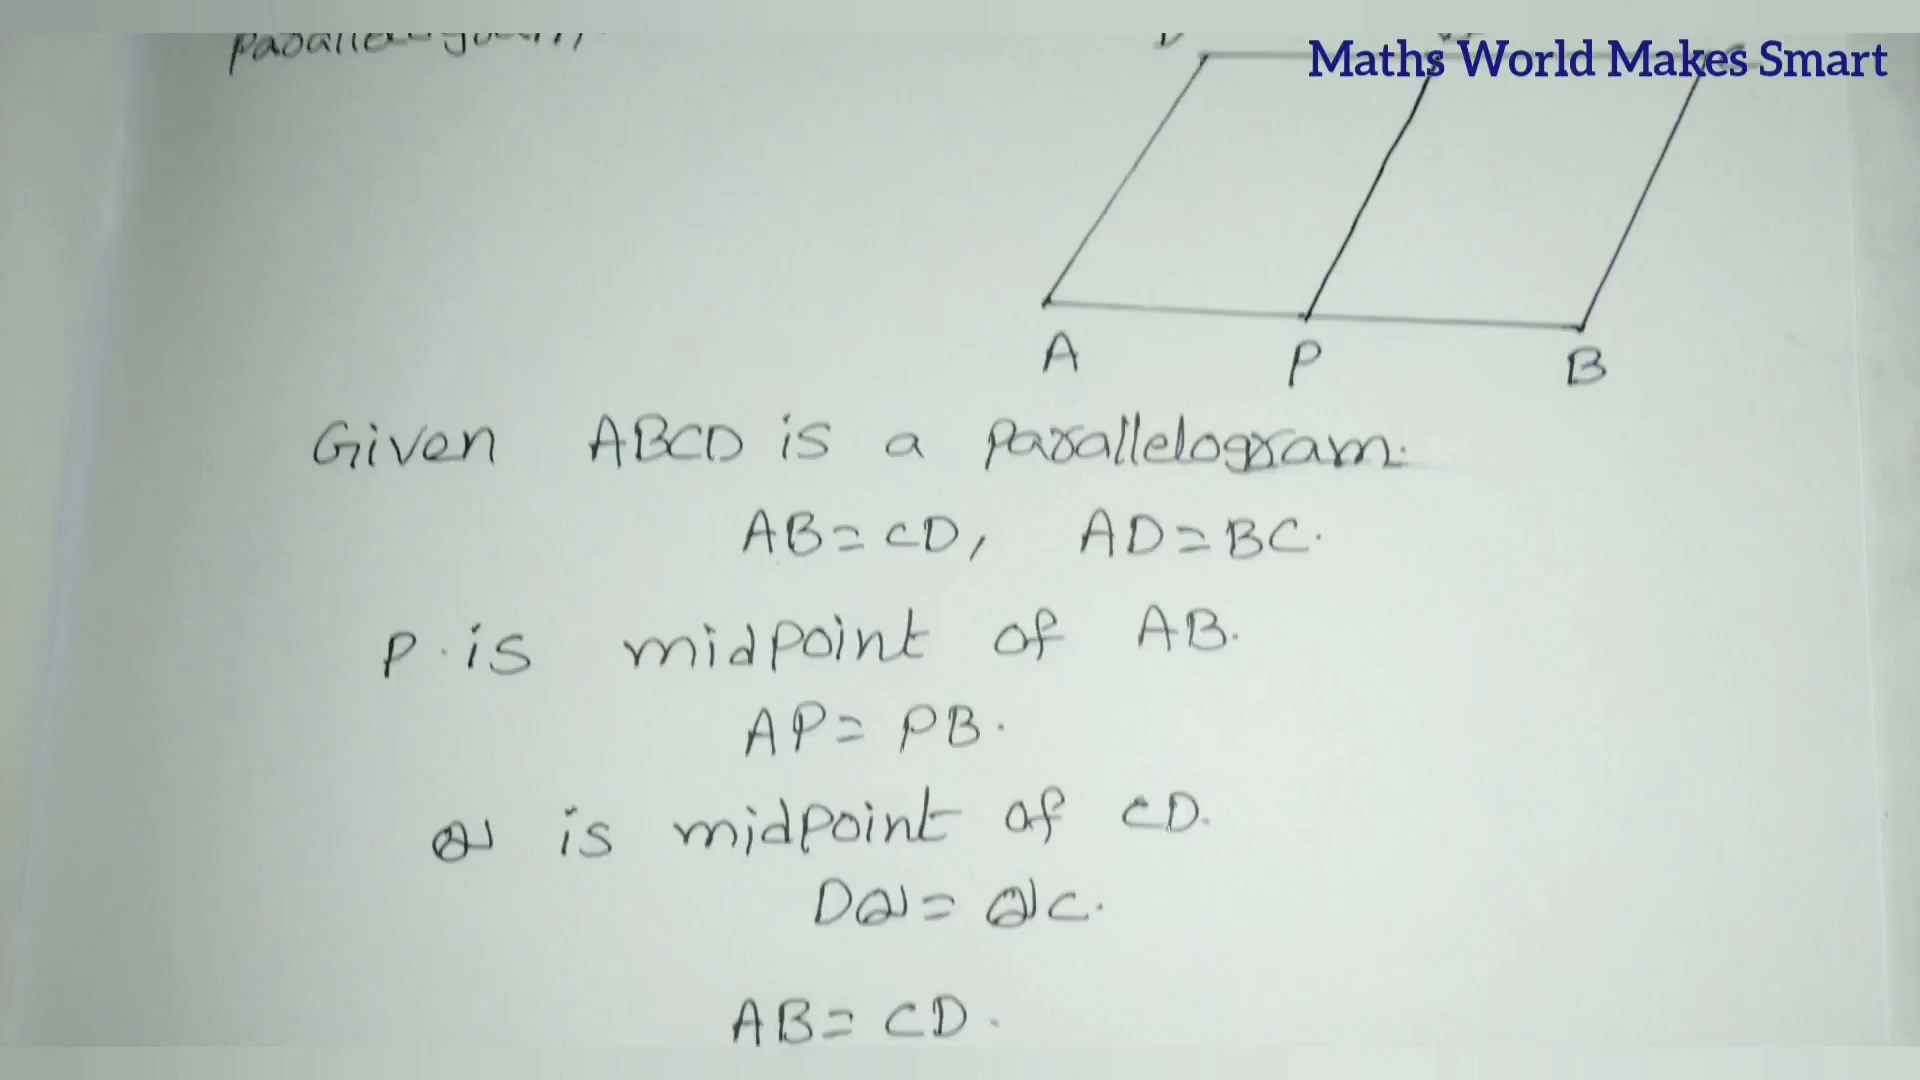 parallelogram,
Maths World Makes Smart
A P B
Given ABCD is a parallelogram.
AB = CD, AD = BC.
P is midpoint of AB.
AP = PB.
Q is midpoint of CD.
DQ = QC.
AB = CD.